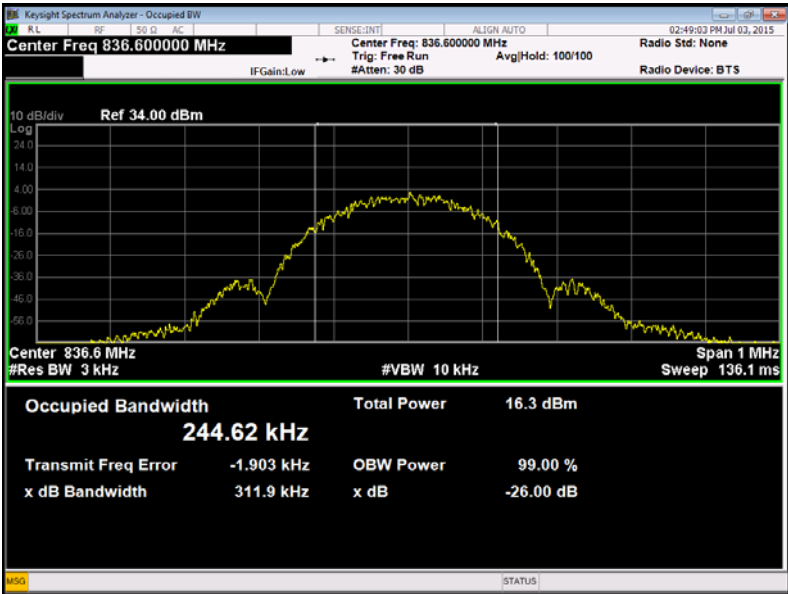 Keysight Spectrum Analyzer - Occupied BW
RL RF 50 Ω AC SENSE:INT ALIGN AUTO 02:49:03 PM Jul 03, 2015
Center Freq 836.600000 MHz Center Freq: 836.600000 MHz Radio Std: None
Trig: Free Run Avg|Hold: 100/100
IFGain:Low #Atten: 30 dB Radio Device: BTS
10 dB/div Ref 34.00 dBm
Log
24.0
14.0
4.00
-6.00
-16.0
-26.0
-36.0
-46.0
-56.0
Center 836.6 MHz Span 1 MHz
#Res BW 3 kHz #VBW 10 kHz Sweep 136.1 ms
Occupied Bandwidth Total Power 16.3 dBm
244.62 kHz
Transmit Freq Error -1.903 kHz OBW Power 99.00 %
x dB Bandwidth 311.9 kHz x dB -26.00 dB
MSG STATUS